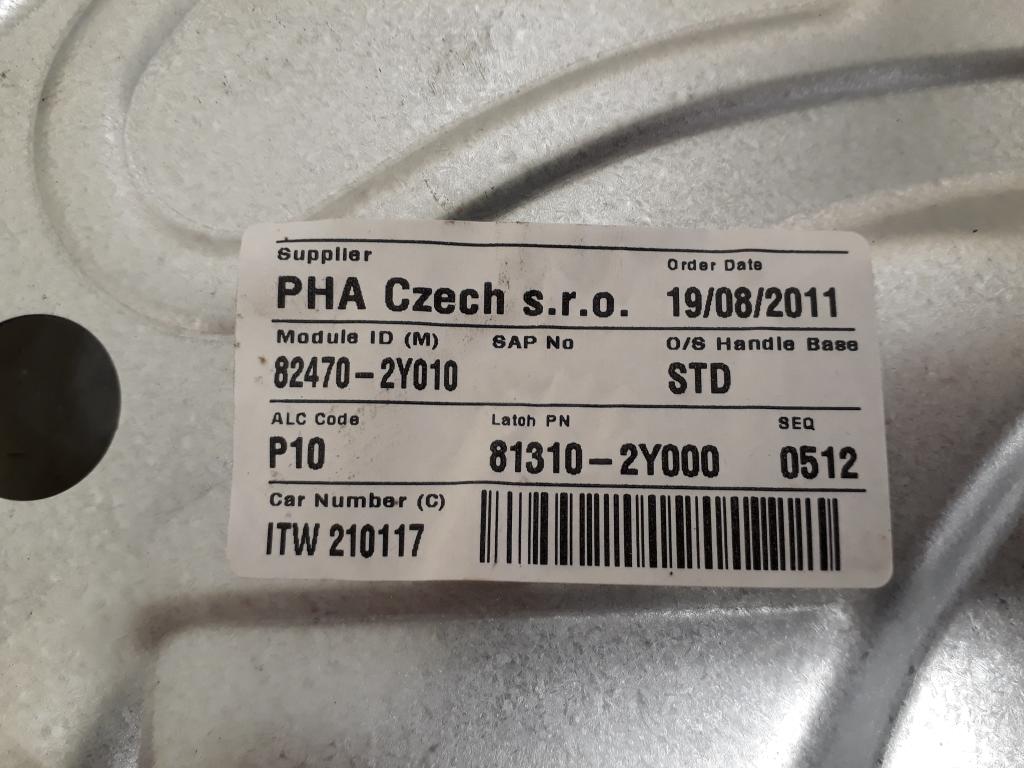 Supplier Order Date
PHA Czech s.r.o. 19/08/2011
Module ID (M) SAP No O/S Handle Base
82470-2Y010 STD
ALC Code Latch PN SEQ
P10 81310-2Y000 0512
Car Number (C)
ITW 210117